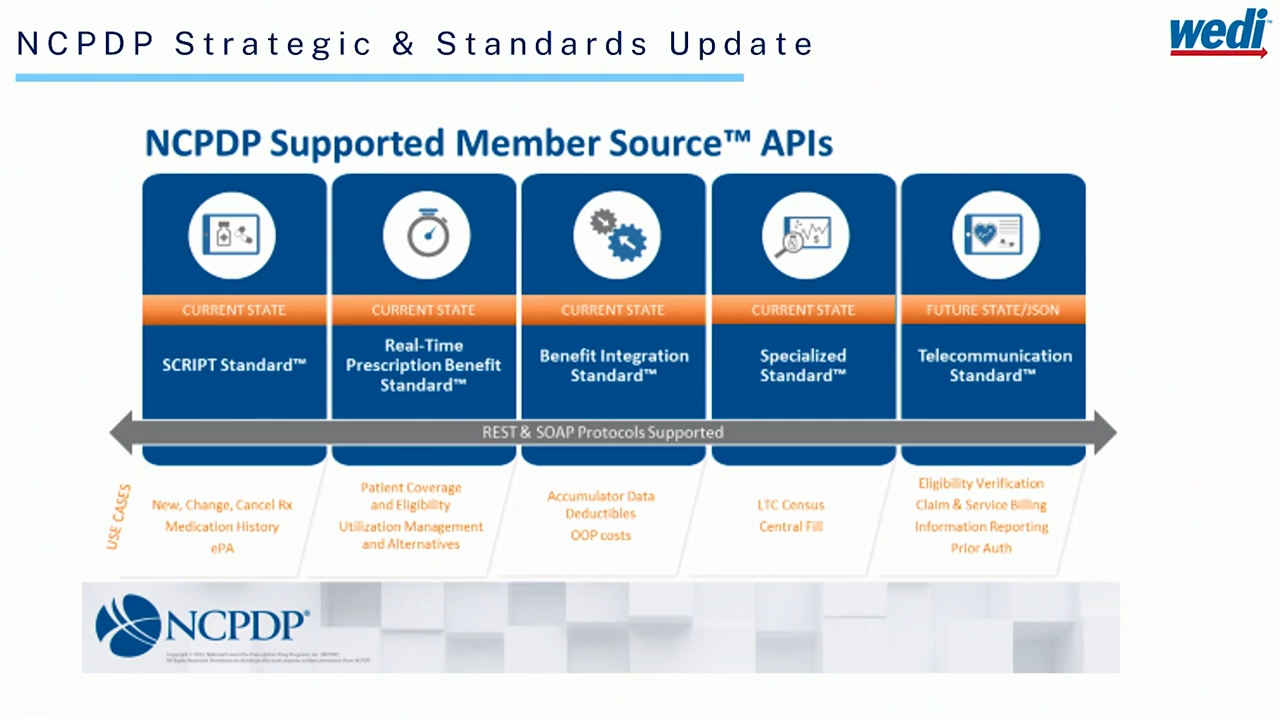 NCPDP Strategic & Standards Update
wedi
NCPDP Supported Member Source™ APIs
CURRENT STATE
SCRIPT Standard™
CURRENT STATE
Real-Time
Prescription Benefit
Standard™
CURRENT STATE
Benefit Integration
Standard™
CURRENT STATE
Specialized
Standard™
FUTURE STATE/JSON
Telecommunication
Standard™
REST & SOAP Protocols Supported
USE CASES
New, Change, Cancel Rx
Medication History
ePA
Patient Coverage
and Eligibility
Utilization Management
and Alternatives
Accumulator Data
Deductibles
OOP costs
LTC Census
Central Fill
Eligibility Verification
Claim & Service Billing
Information Reporting
Prior Auth
NCPDP®